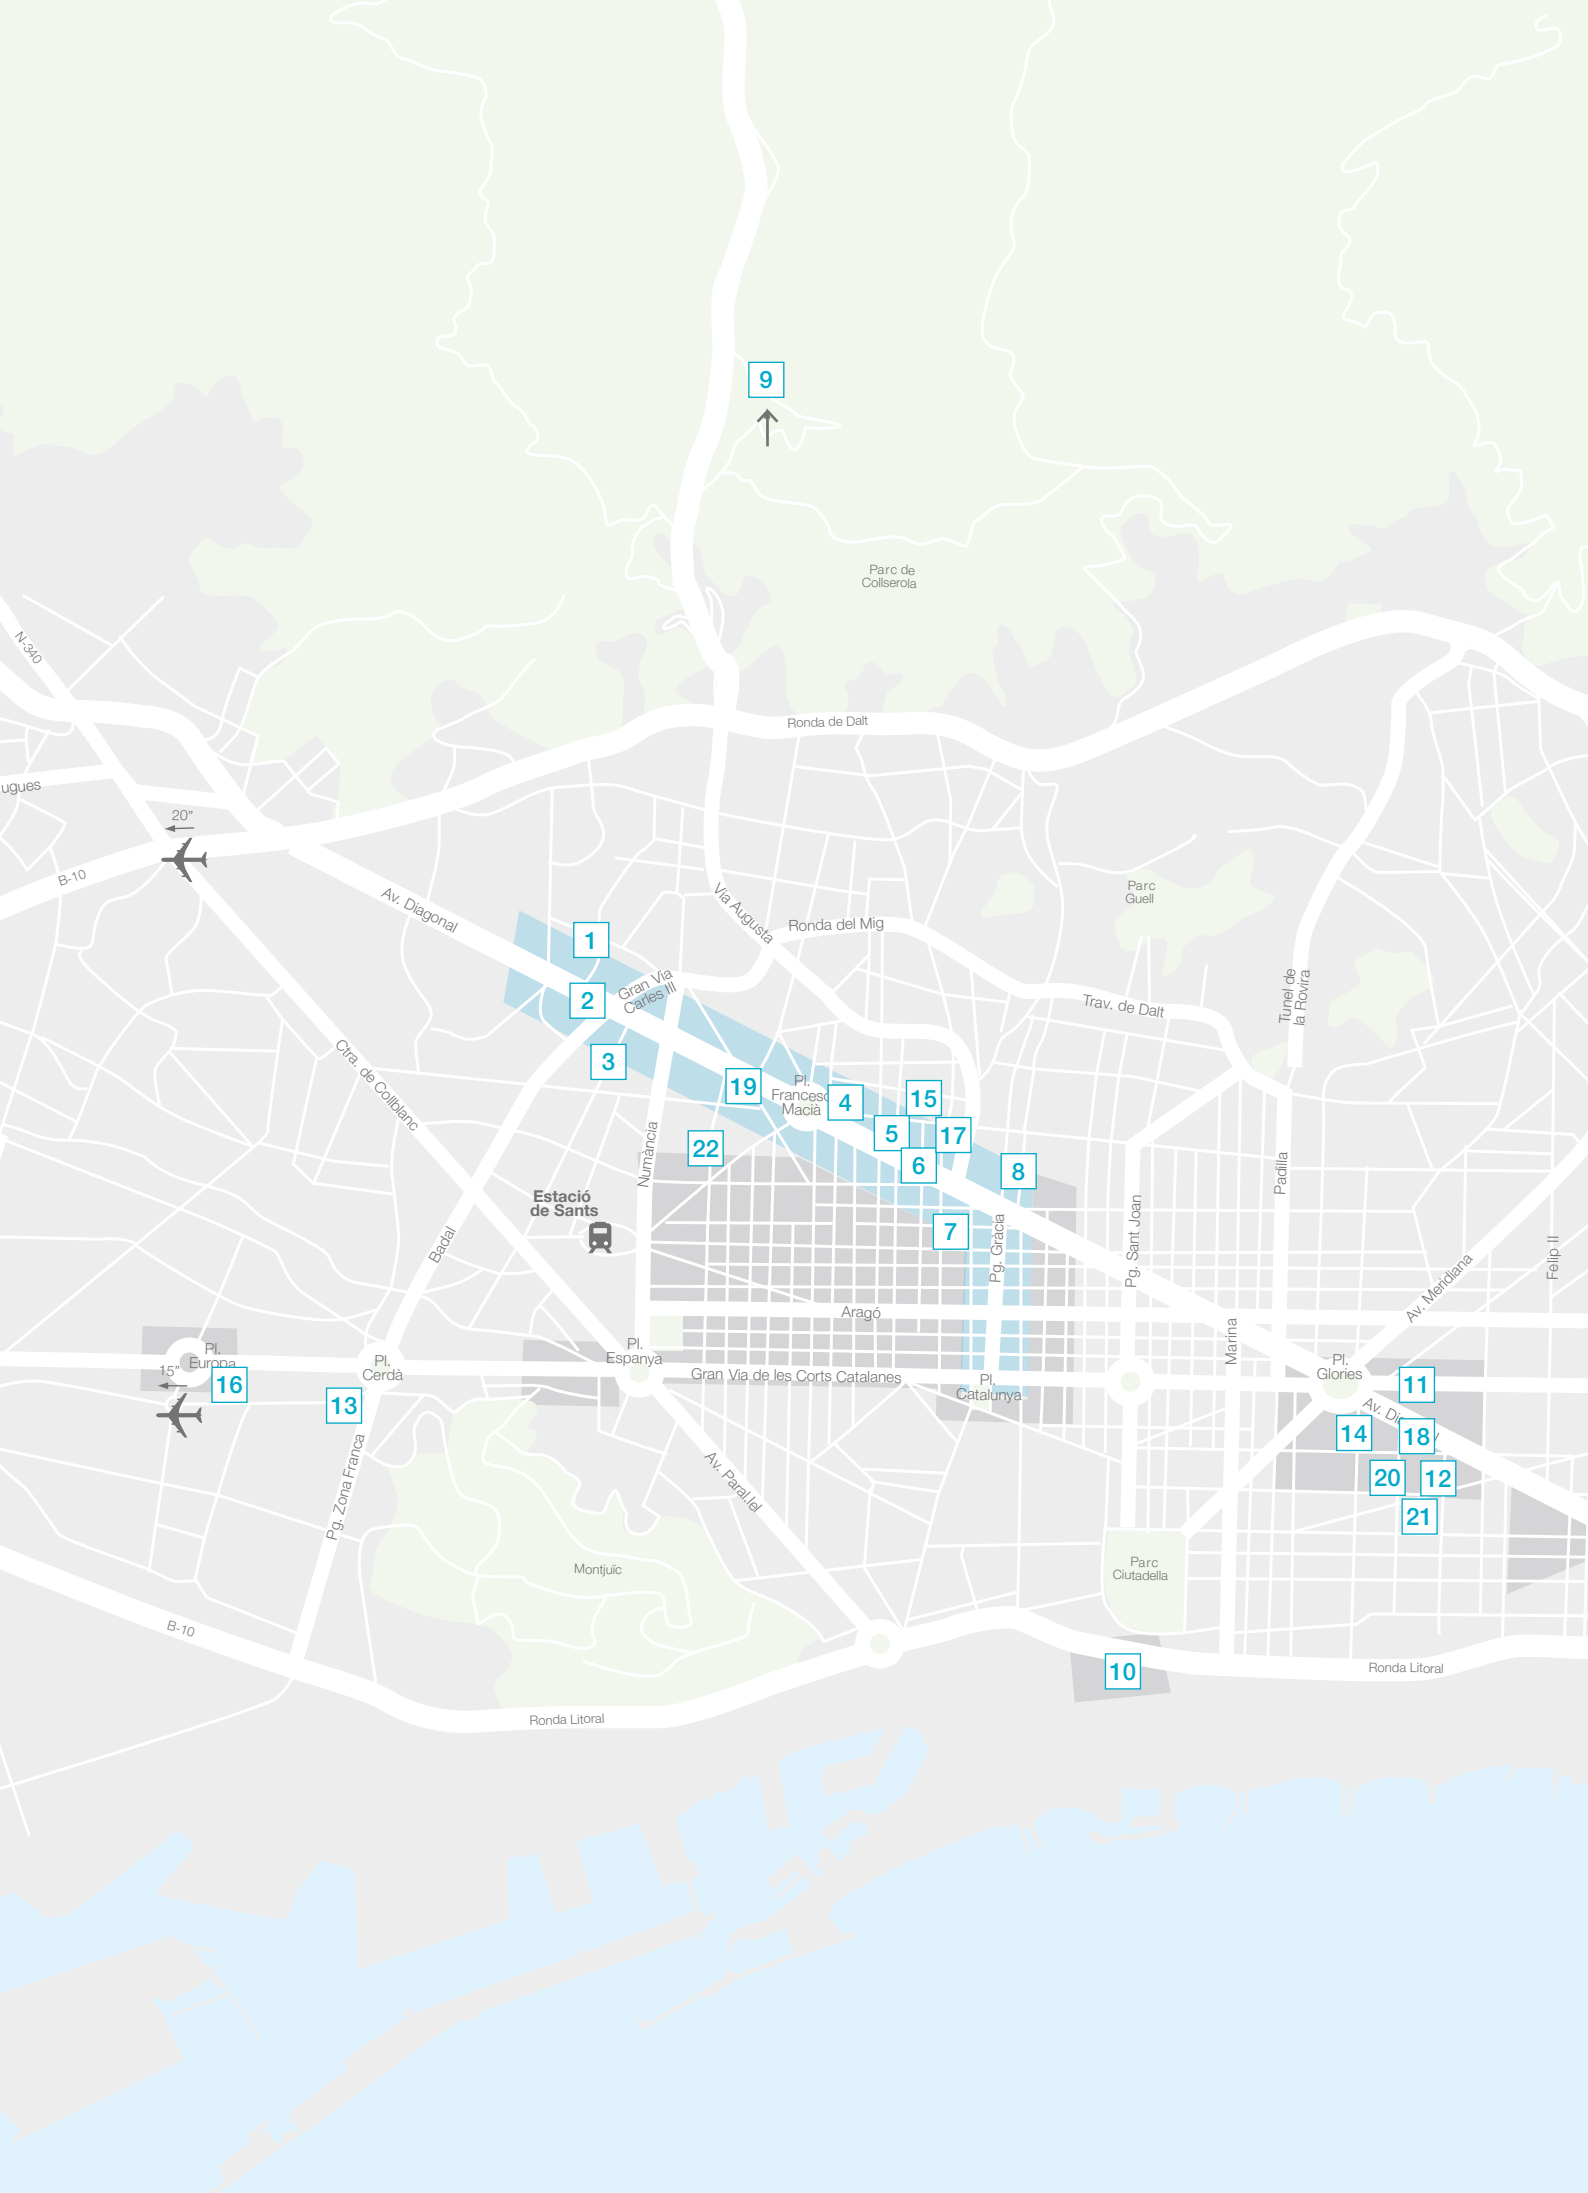 9
Parc de
Collserola
N-340
Ronda de Dalt
ugues
20”
B-10
Av. Diagonal
Via Augusta
Parc
Guell
Ronda del Mig
1
Gran Via
Carles III
2
Tunel de
la Rovira
Trav. de Dalt
Ctra. de Collblanc
3
19
Pl.
Francesc
Macià
4
15
5
17
6
22
8
Numància
Padilla
Estació
de Sants
7
Badal
Pg. Gràcia
Pg. Sant Joan
Felip II
Av. Meridiana
Aragó
Marina
Pl.
Europa
15”
16
Pl.
Cerdà
Pl.
Espanya
Gran Via de les Corts Catalanes
Pl.
Catalunya
Pl.
Glories
11
13
Av. Di
14
18
Pg. Zona Franca
Av. Paral.lel
20
12
21
Montjuïc
Parc
Ciutadella
B-10
10
Ronda Litoral
Ronda Litoral